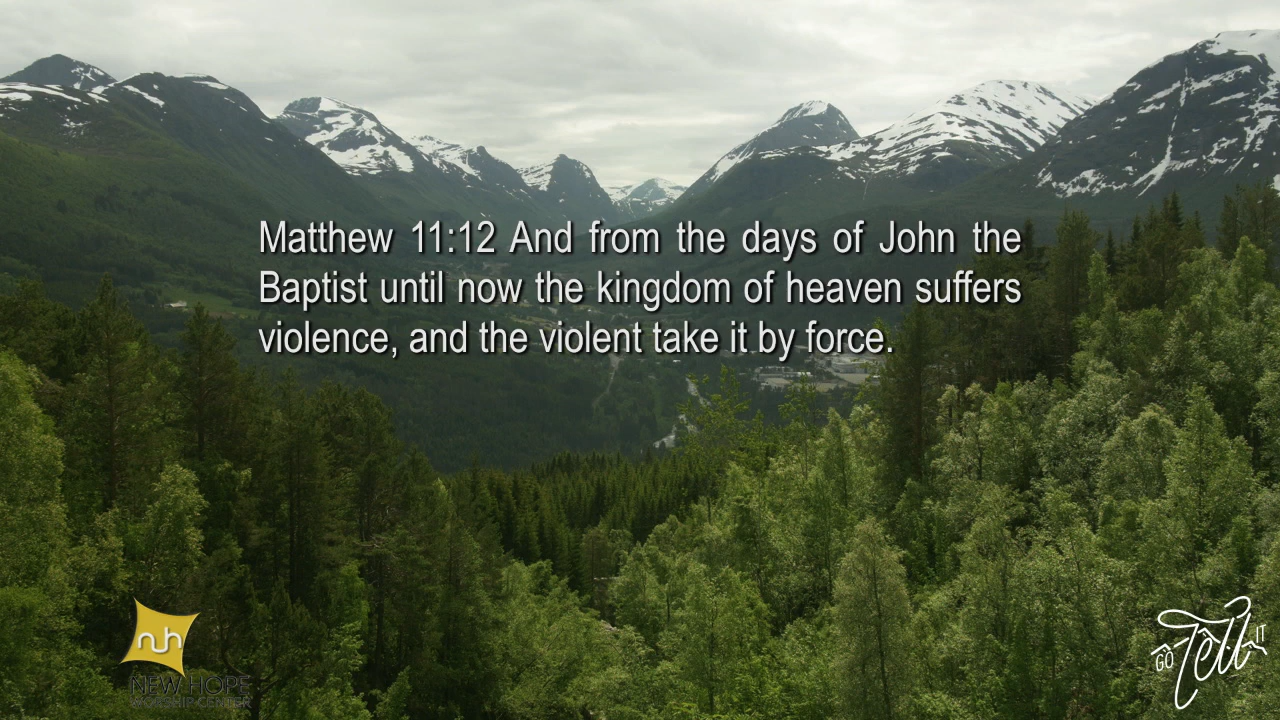 Matthew 11:12 And from the days of John the
Baptist until now the kingdom of heaven suffers
violence, and the violent take it by force.
nuh
NEW HOPE
WORSHIP CENTER
GO Tell IT